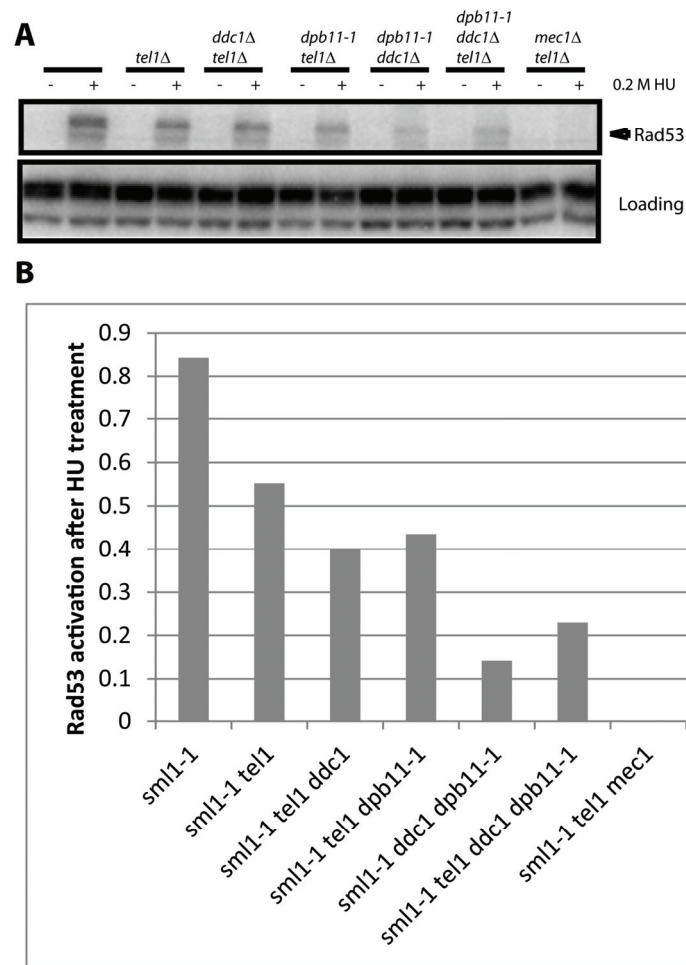 A
tel1Δ
ddc1Δ
tel1Δ
dpb11-1
tel1Δ
dpb11-1
ddc1Δ
dpb11-1
ddc1Δ
tel1Δ
mec1Δ
tel1Δ
- + - + - + - + - + - + - + 0.2 M HU
Rad53
Loading
B
Rad53 activation after HU treatment
0.9
0.8
0.7
0.6
0.5
0.4
0.3
0.2
0.1
0
sml1-1
sml1-1 tel1
sml1-1 tel1 ddc1
sml1-1 tel1 dpb11-1
sml1-1 ddc1 dpb11-1
sml1-1 tel1 ddc1 dpb11-1
sml1-1 tel1 mec1